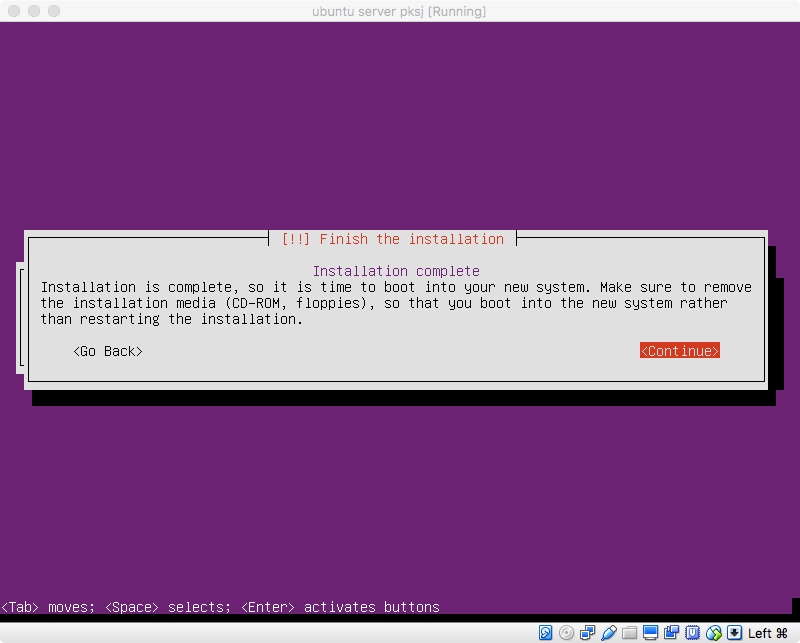 ubuntu server pksj [Running]
[!!] Finish the installation
Installation complete
Installation is complete, so it is time to boot into your new system. Make sure to remove
the installation media (CD-ROM, floppies), so that you boot into the new system rather
than restarting the installation.
<Go Back> <Continue>
<Tab> moves; <Space> selects; <Enter> activates buttons
Left ⌘